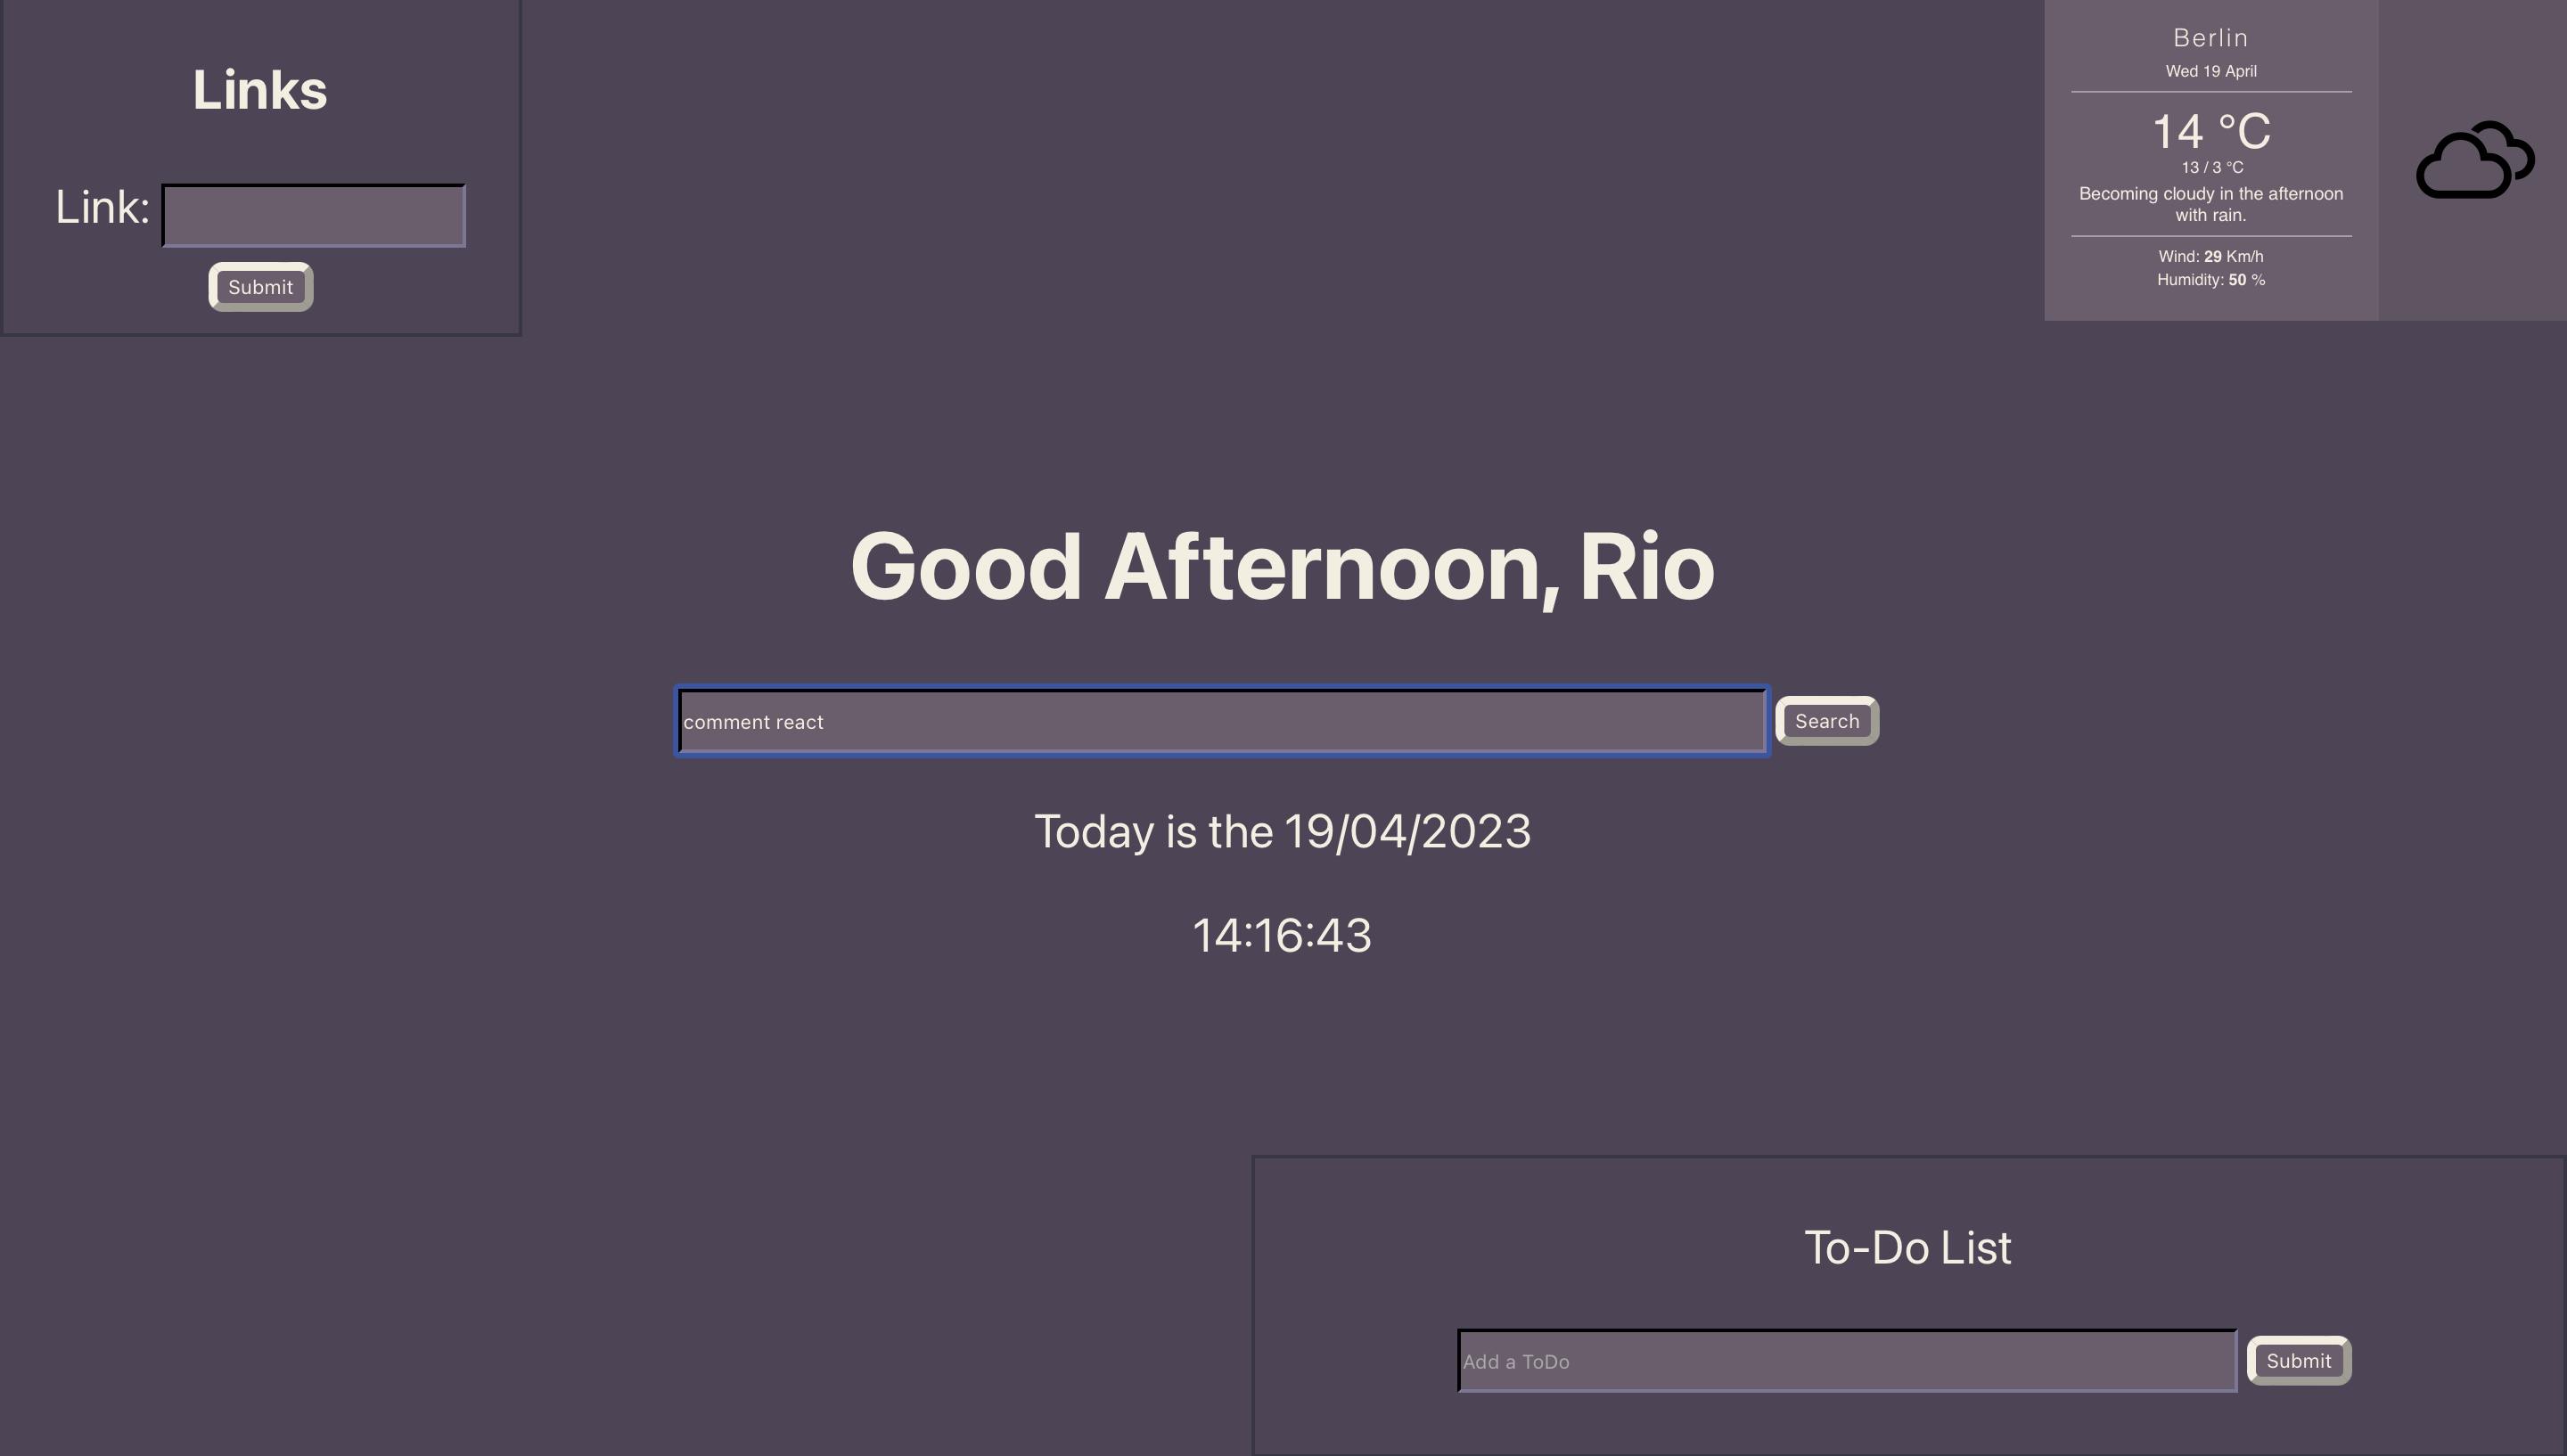 Links
Link:
Submit
Berlin
Wed 19 April
14 °C
13 / 3 °C
Becoming cloudy in the afternoon
with rain.
Wind: 29 Km/h
Humidity: 50 %
Good Afternoon, Rio
comment react
Search
Today is the 19/04/2023
14:16:43
To-Do List
Add a ToDo
Submit